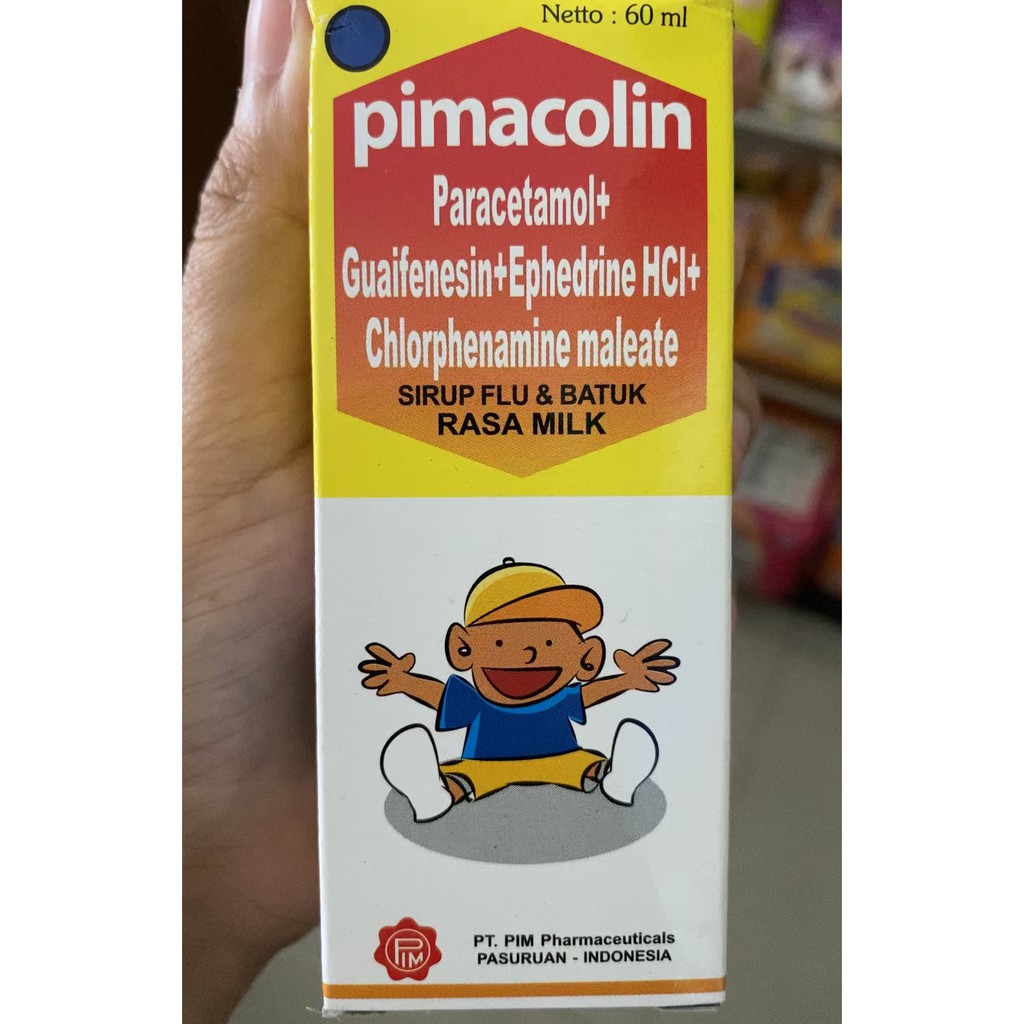 Netto : 60 ml
pimacolin
Paracetamol+
Guaifenesin+Ephedrine HCl+
Chlorphenamine maleate
SIRUP FLU & BATUK
RASA MILK
PIM
PT. PIM Pharmaceuticals
PASURUAN - INDONESIA